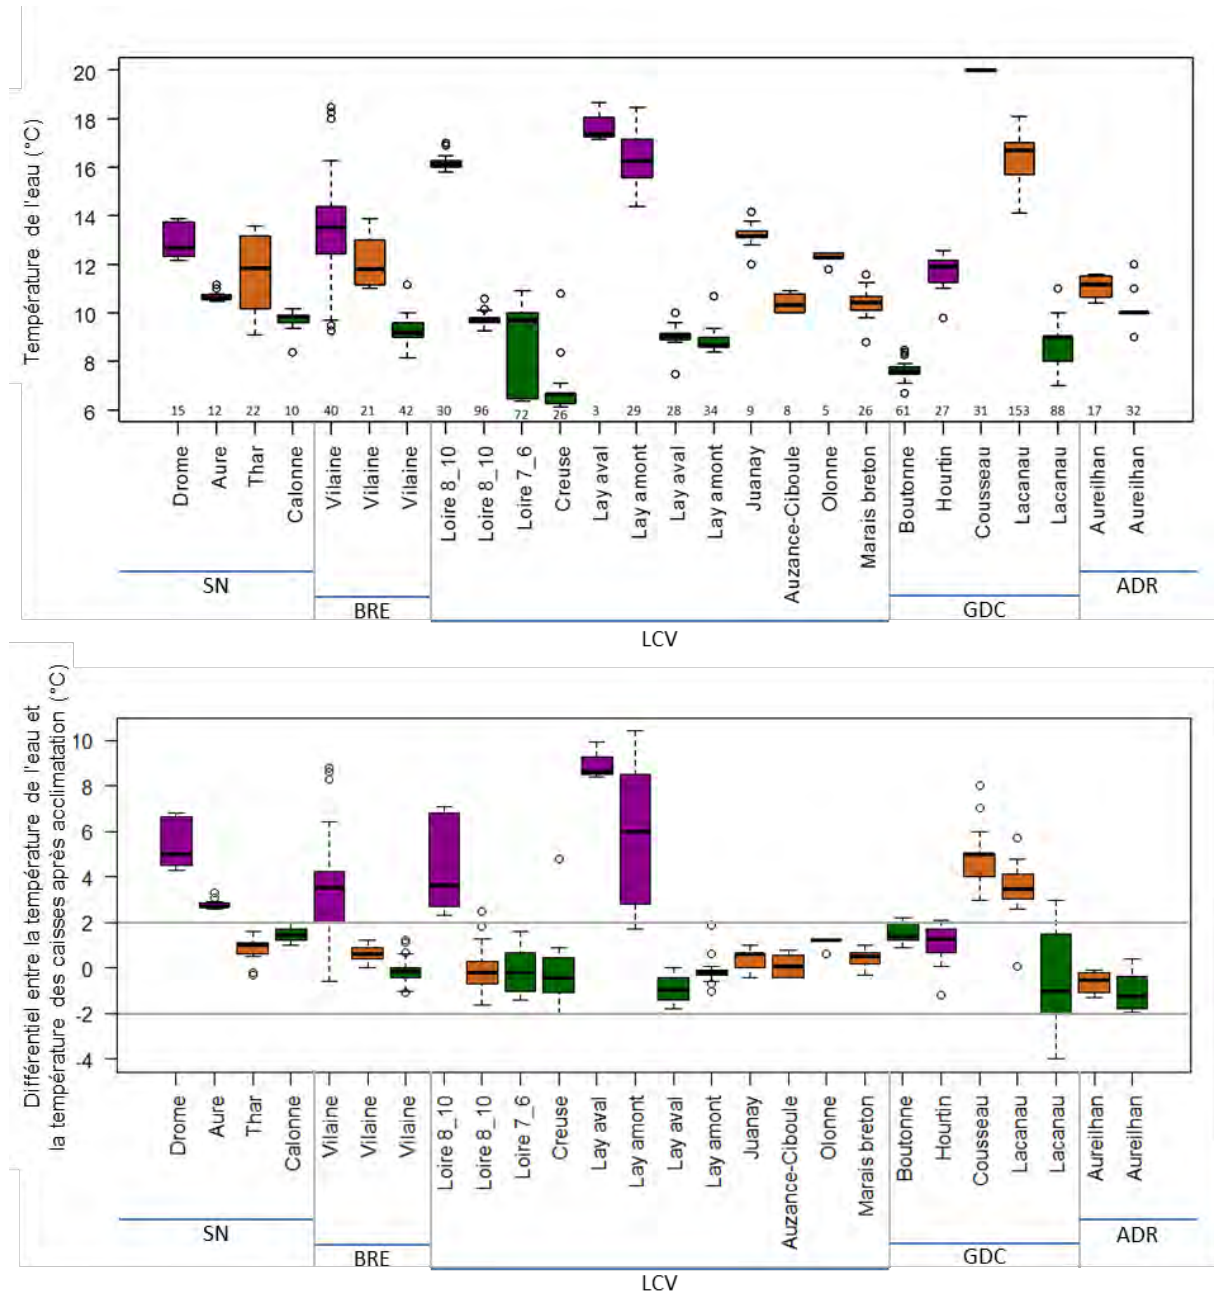 Température de l'eau (°C)
20
18
16
14
12
10
8
6
15 12 22 10 40 21 42 30 96 72 26 3 29 28 34 9 8 5 26 61 27 31 153 88 17 32
Drome
Aure
Thar
Calonne
Vilaine
Vilaine
Vilaine
Loire 8_10
Loire 8_10
Loire 7_6
Creuse
Lay aval
Lay amont
Lay aval
Lay amont
Juanay
Auzance-Ciboule
Olonne
Marais breton
Boutonne
Hourtin
Cousseau
Lacanau
Lacanau
Aureilhan
Aureilhan
SN
BRE
LCV
GDC
ADR
Différentiel entre la température de l'eau et
la température des caisses après acclimatation (°C)
10
8
6
4
2
0
-2
-4
Drome
Aure
Thar
Calonne
Vilaine
Vilaine
Vilaine
Loire 8_10
Loire 8_10
Loire 7_6
Creuse
Lay aval
Lay amont
Lay aval
Lay amont
Juanay
Auzance-Ciboule
Olonne
Marais breton
Boutonne
Hourtin
Cousseau
Lacanau
Lacanau
Aureilhan
Aureilhan
SN
BRE
LCV
GDC
ADR